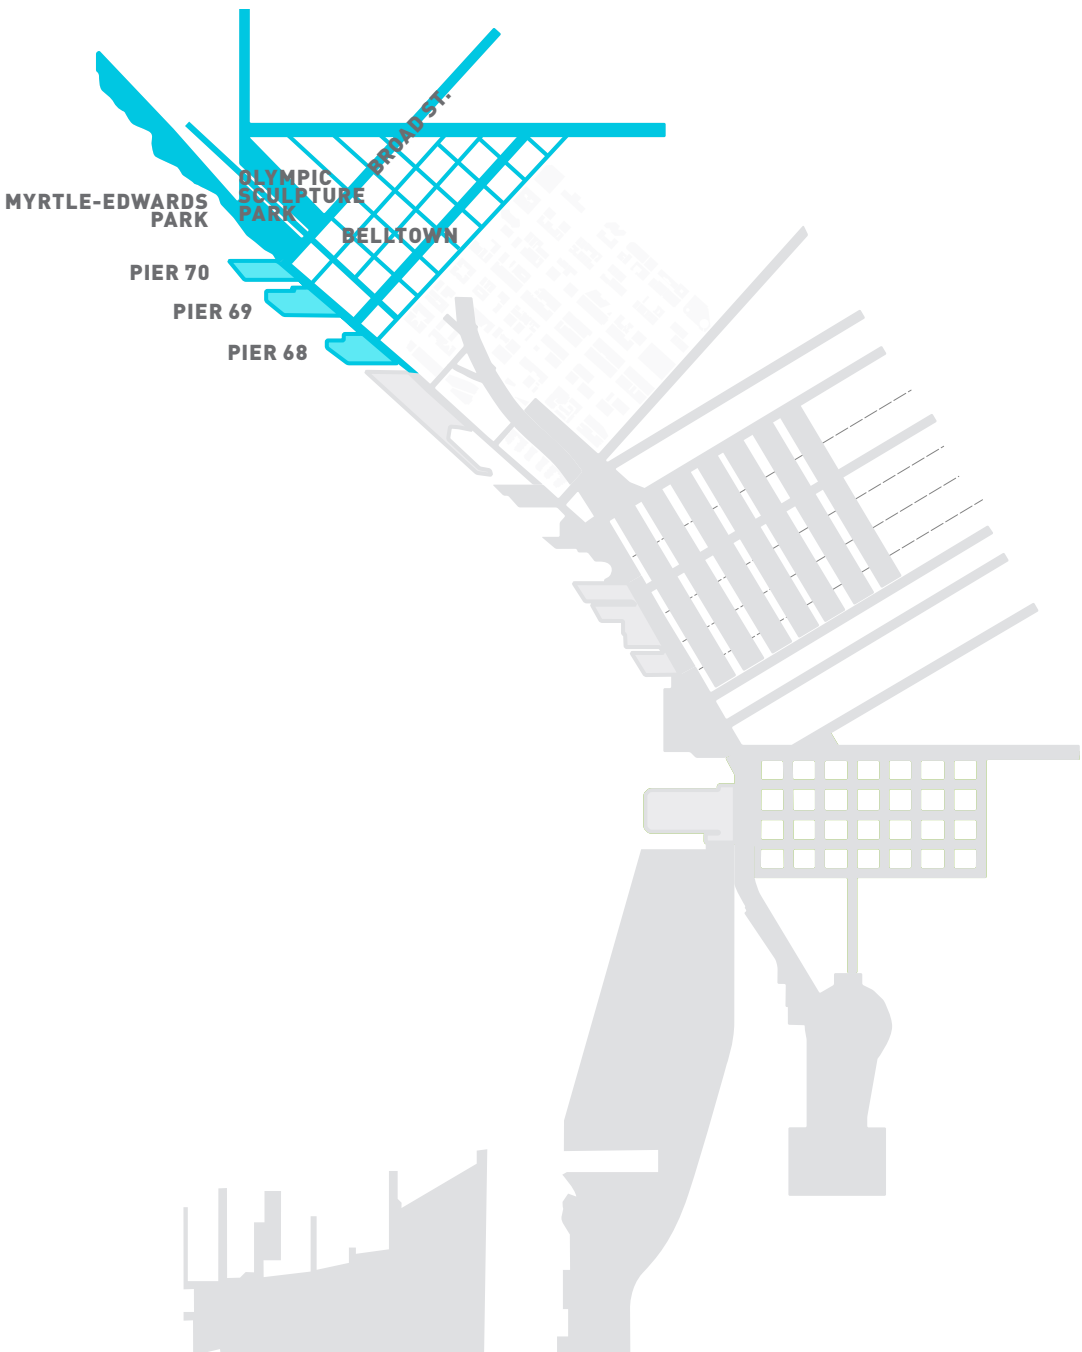 BROAD ST.
OLYMPIC
SCULPTURE
PARK
MYRTLE-EDWARDS
PARK
BELLTOWN
PIER 70
PIER 69
PIER 68